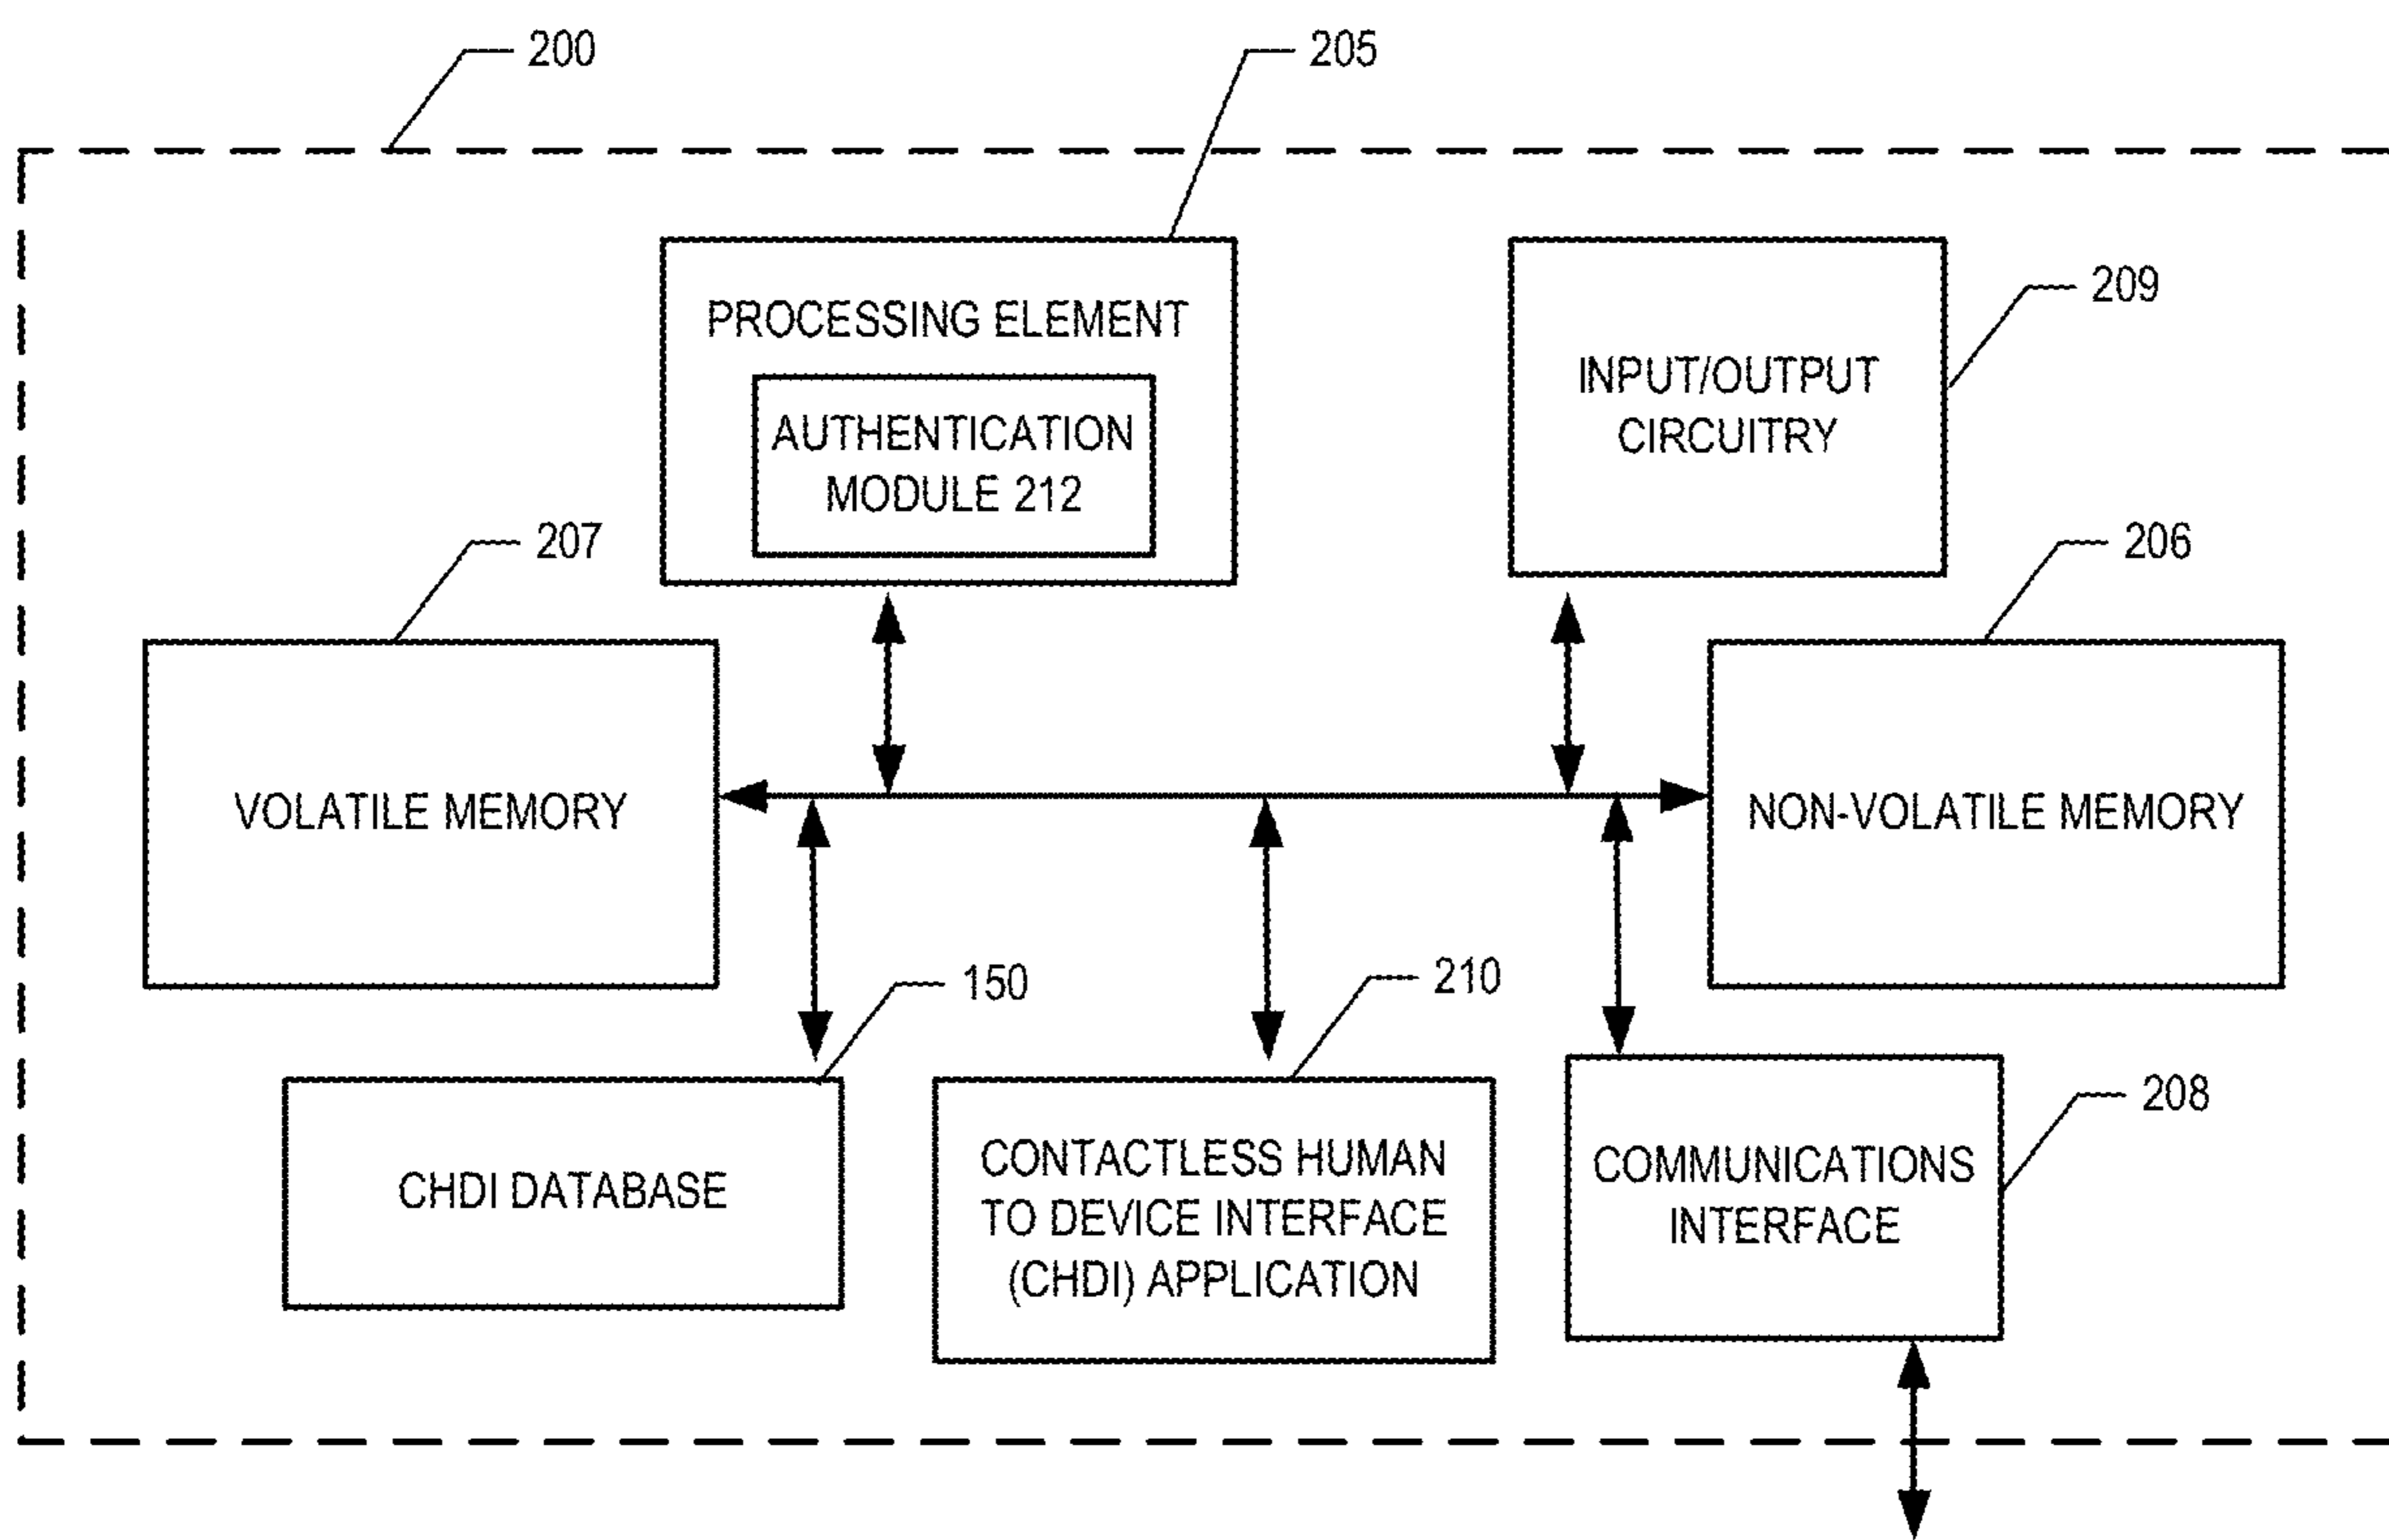 200
205
PROCESSING ELEMENT
AUTHENTICATION
MODULE 212
209
INPUT/OUTPUT
CIRCUITRY
207
206
VOLATILE MEMORY
NON-VOLATILE MEMORY
150
210
208
CHDI DATABASE
CONTACTLESS HUMAN
TO DEVICE INTERFACE
(CHDI) APPLICATION
COMMUNICATIONS
INTERFACE